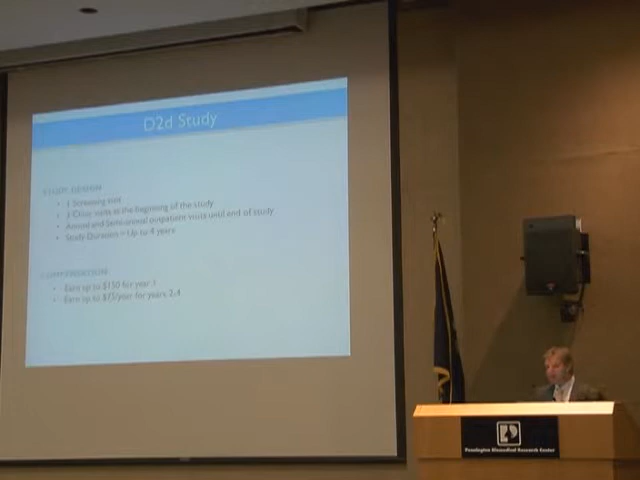 D2d Study
STUDY DESIGN
• 1 Screening visit
• 2 Clinic visits at the beginning of the study
• Annual and Semi-annual outpatient visits until end of study
• Study Duration – Up to 4 years
COMPENSATION
• Earn up to $150 for year 1
• Earn up to $75/year for years 2-4
Pennington Biomedical Research Center